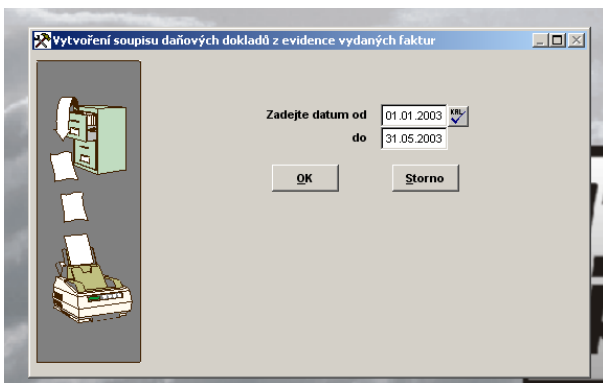 Vytvoření soupisu daňových dokladů z evidence vydaných faktur
Zadejte datum od 01.01.2003 KAL
do 31.05.2003
OK Storno